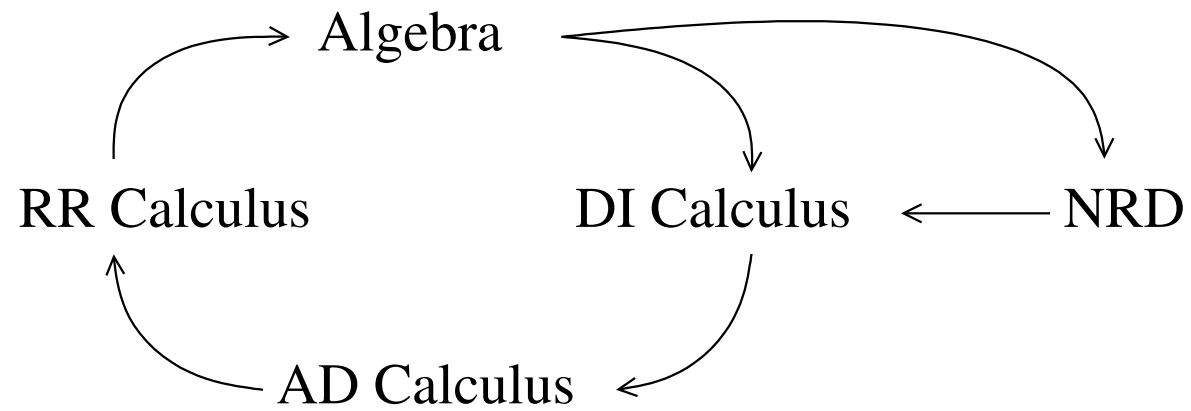 Algebra
RR Calculus
DI Calculus
NRD
AD Calculus